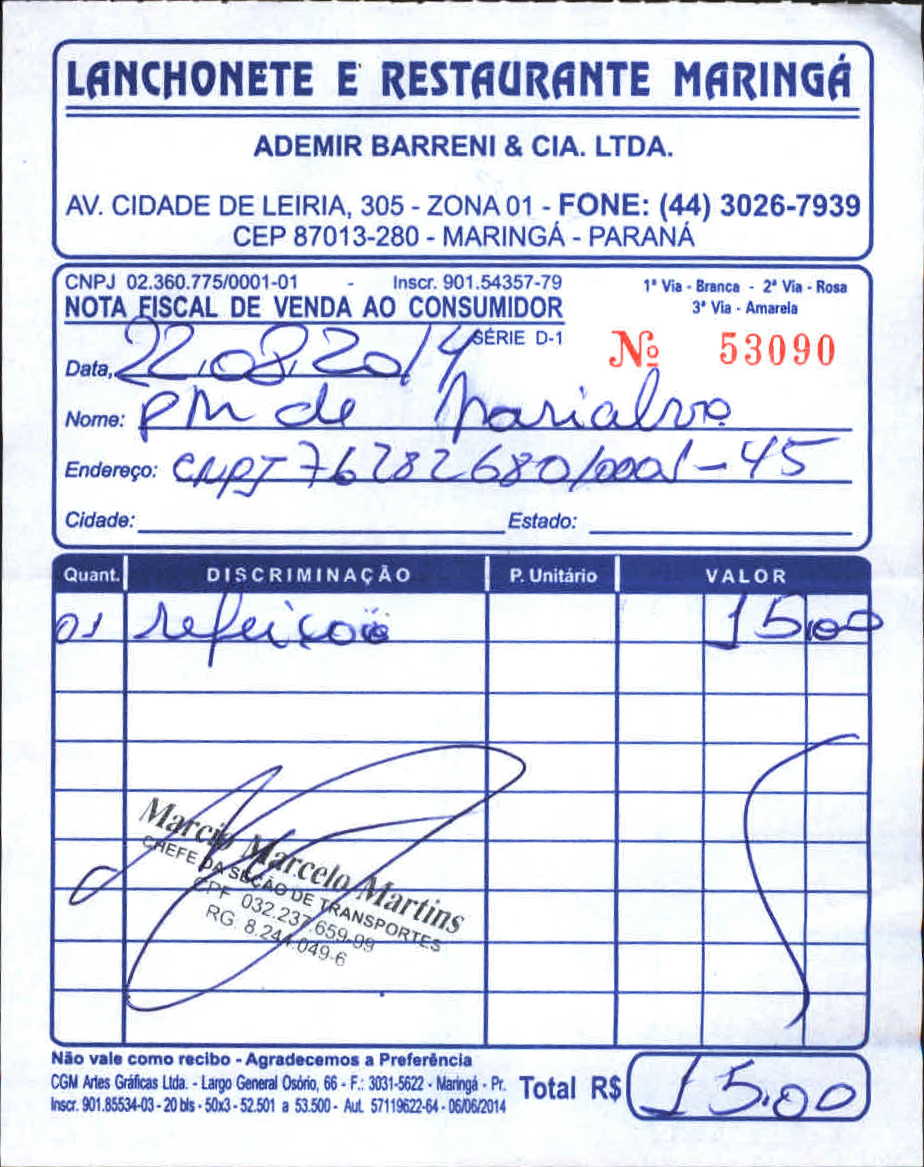 LANCHONETE E RESTAURANTE MARINGÁ
ADEMIR BARRENI & CIA. LTDA.
AV. CIDADE DE LEIRIA, 305 - ZONA 01 - FONE: (44) 3026-7939
CEP 87013-280 - MARINGÁ - PARANÁ
CNPJ 02.360.775/0001-01 - Inscr. 901.54357-79
1ª Via - Branca - 2ª Via - Rosa
3ª Via - Amarela
NOTA FISCAL DE VENDA AO CONSUMIDOR
SÉRIE D-1
Nº 53090
Data, 22.08.2014
Nome: PM de Marialva
Endereço: CNPJ 76282680/0001-45
Cidade: Estado:
Quant. DISCRIMINAÇÃO P. Unitário VALOR
01 refeição 15,00
Marcio Marcelo Martins
CHEFE DA SEÇÃO DE TRANSPORTES
CPF 032.237.659-99
RG. 8.244.049-6
Não vale como recibo - Agradecemos a Preferência
CGM Artes Gráficas Ltda. - Largo General Osório, 66 - F.: 3031-5622 - Maringá - Pr.
Inscr. 901.85534-03 - 20 bls - 50x3 - 52.501 a 53.500 - Aut. 57119622-64 - 06/06/2014
Total R$ 15.00